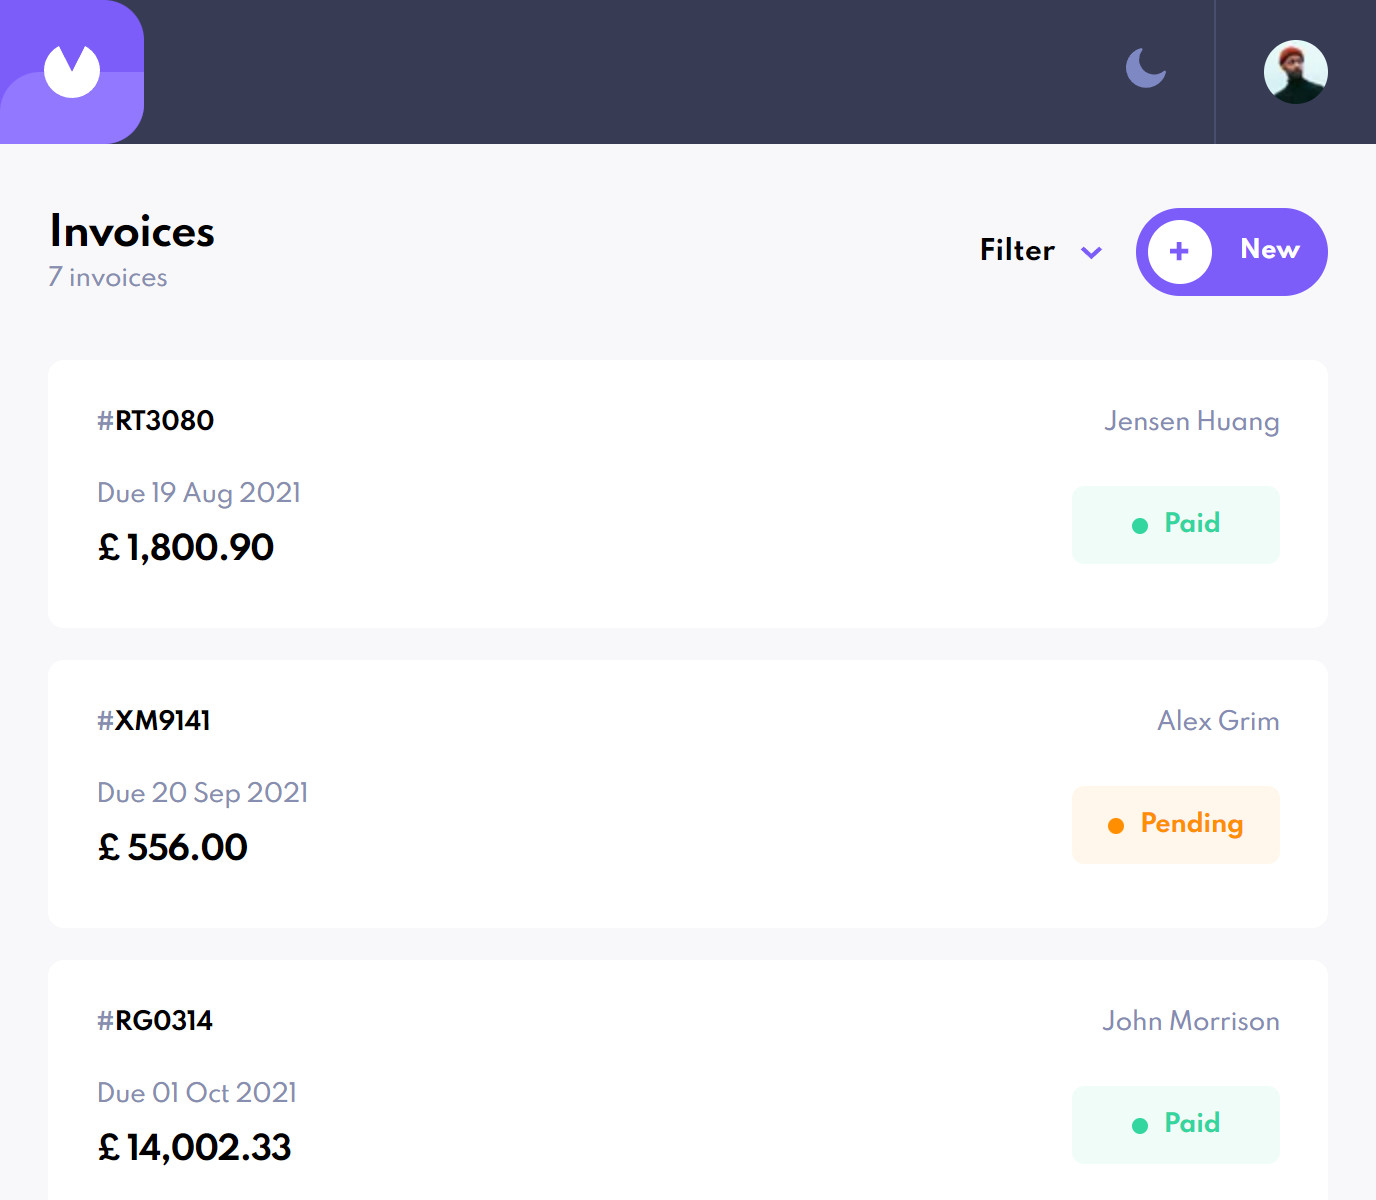 Invoices
7 invoices
Filter
New
#RT3080
Jensen Huang
Due 19 Aug 2021
£ 1,800.90
Paid
#XM9141
Alex Grim
Due 20 Sep 2021
£ 556.00
Pending
#RG0314
John Morrison
Due 01 Oct 2021
£ 14,002.33
Paid